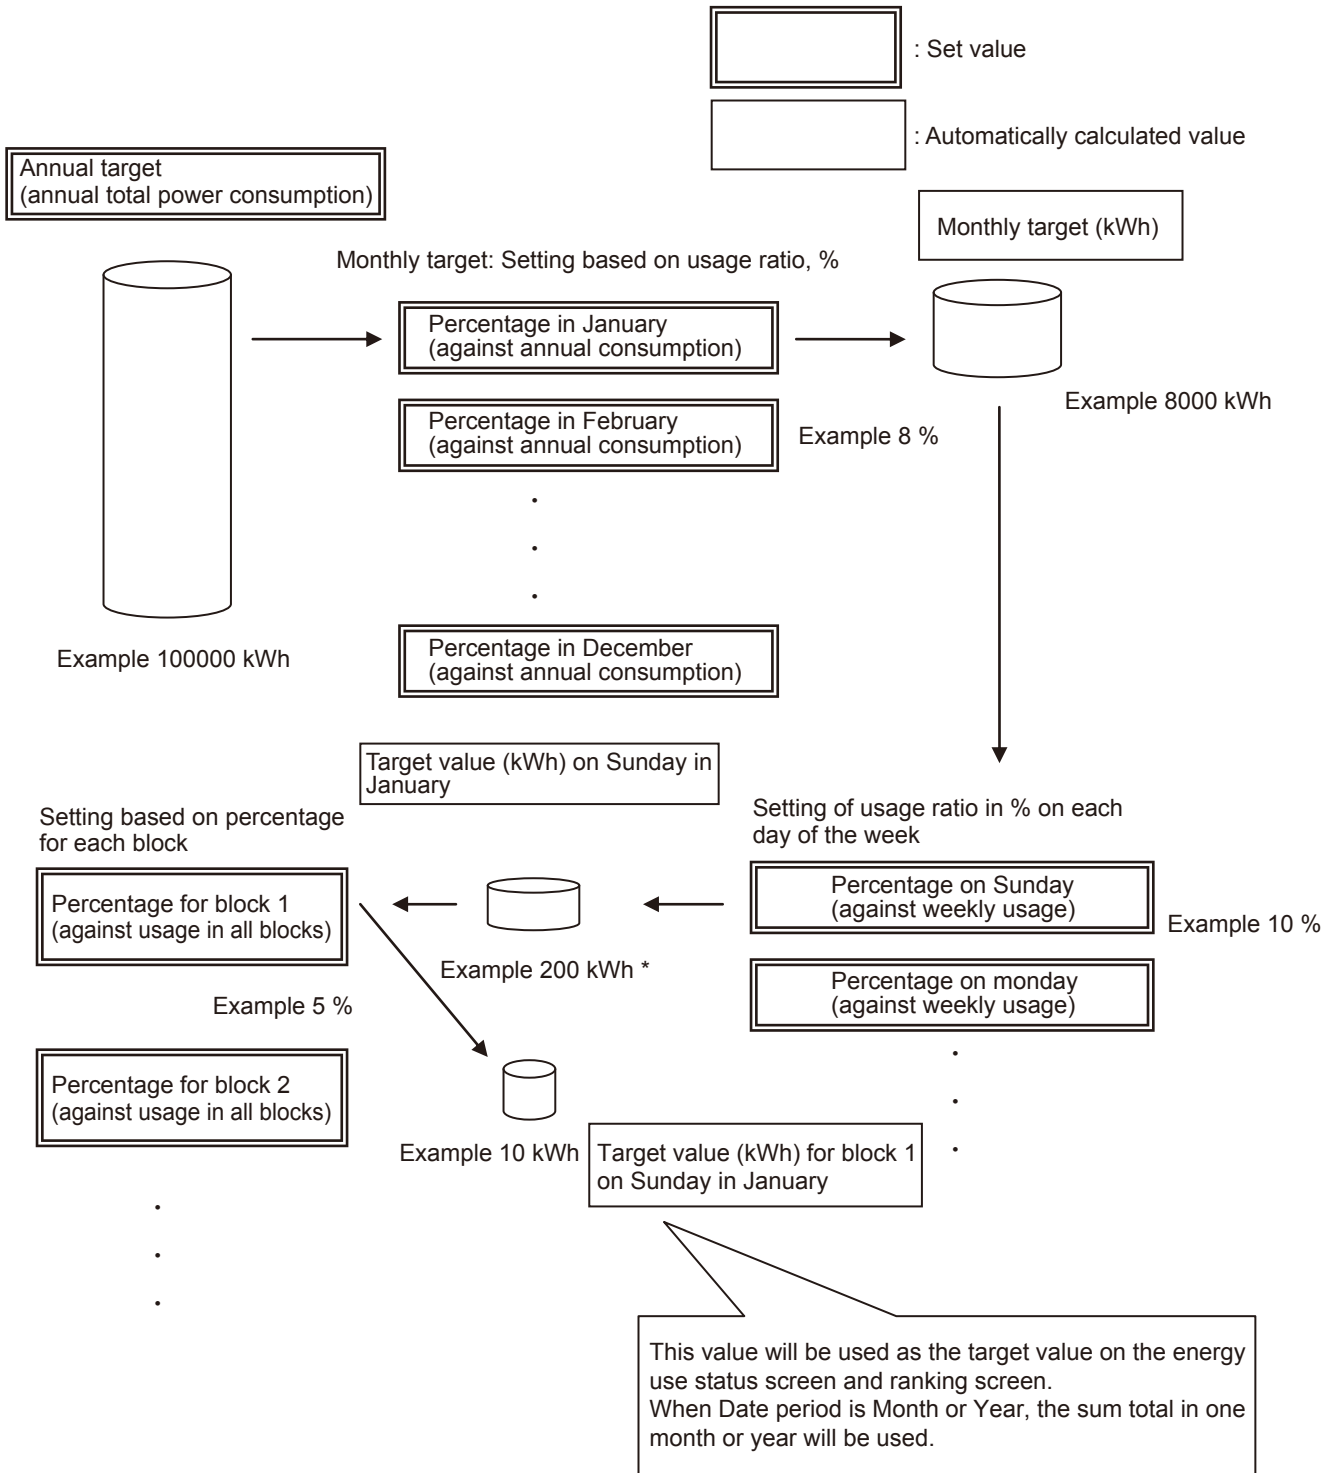 : Set value
: Automatically calculated value
Annual target
(annual total power consumption)
Monthly target (kWh)
Monthly target: Setting based on usage ratio, %
Percentage in January
(against annual consumption)
Example 8000 kWh
Percentage in February
(against annual consumption)
Example 8 %
.
.
.
Example 100000 kWh
Percentage in December
(against annual consumption)
Target value (kWh) on Sunday in
January
Setting based on percentage
for each block
Setting of usage ratio in % on each
day of the week
Percentage for block 1
(against usage in all blocks)
Percentage on Sunday
(against weekly usage)
Example 10 %
Example 200 kWh *
Percentage on monday
(against weekly usage)
Example 5 %
.
.
.
Percentage for block 2
(against usage in all blocks)
Example 10 kWh
Target value (kWh) for block 1
on Sunday in January
.
.
.
This value will be used as the target value on the energy
use status screen and ranking screen.
When Date period is Month or Year, the sum total in one
month or year will be used.